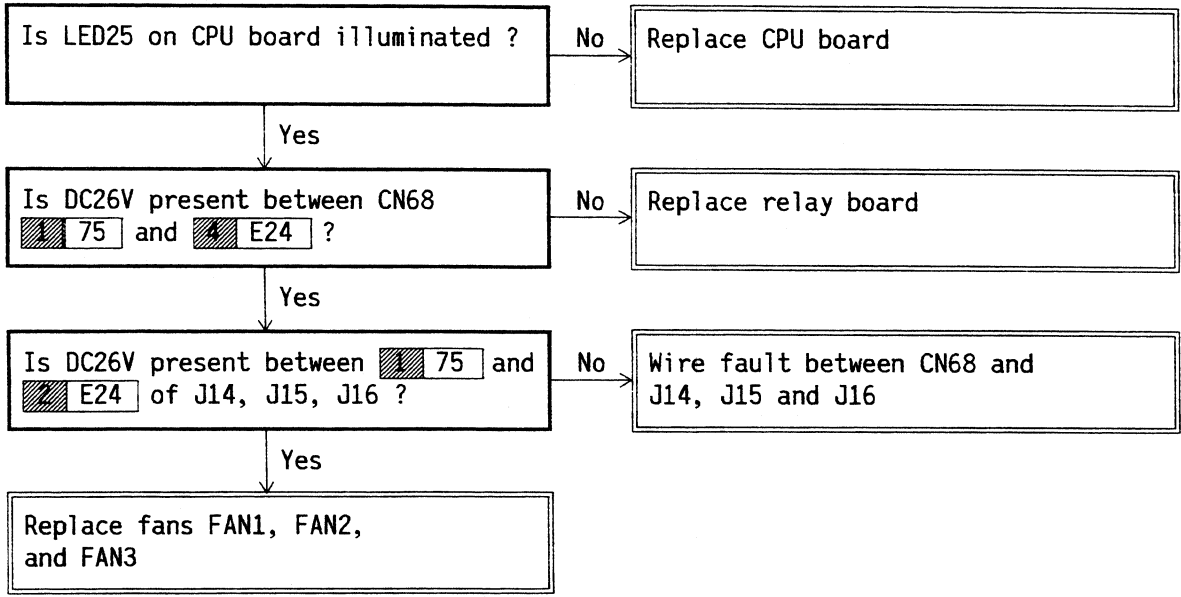 Is LED25 on CPU board illuminated ?
No
Replace CPU board
Yes
Is DC26V present between CN68
1 75 and 4 E24 ?
No
Replace relay board
Yes
Is DC26V present between 1 75 and
2 E24 of J14, J15, J16 ?
No
Wire fault between CN68 and
J14, J15 and J16
Yes
Replace fans FAN1, FAN2,
and FAN3